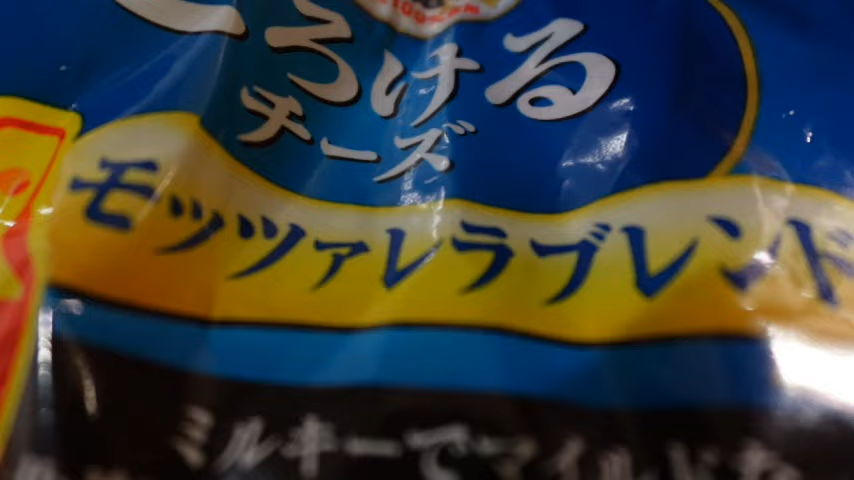 とろける
チーズ
モッツァレラブレンド
ミルキーでマイルドな